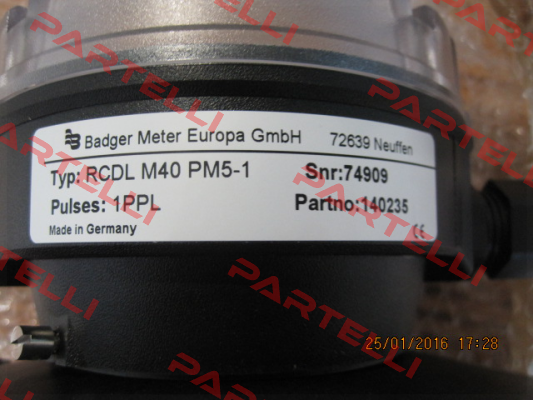 PARTELLI
Badger Meter Europa GmbH 72639 Neuffen
Typ: RCDL M40 PM5-1 Snr:74909
Pulses: 1PPL Partno:140235
Made in Germany CE
PARTELLI
PARTELLI
PARTELLI
PARTELLI
25/01/2016 17:28